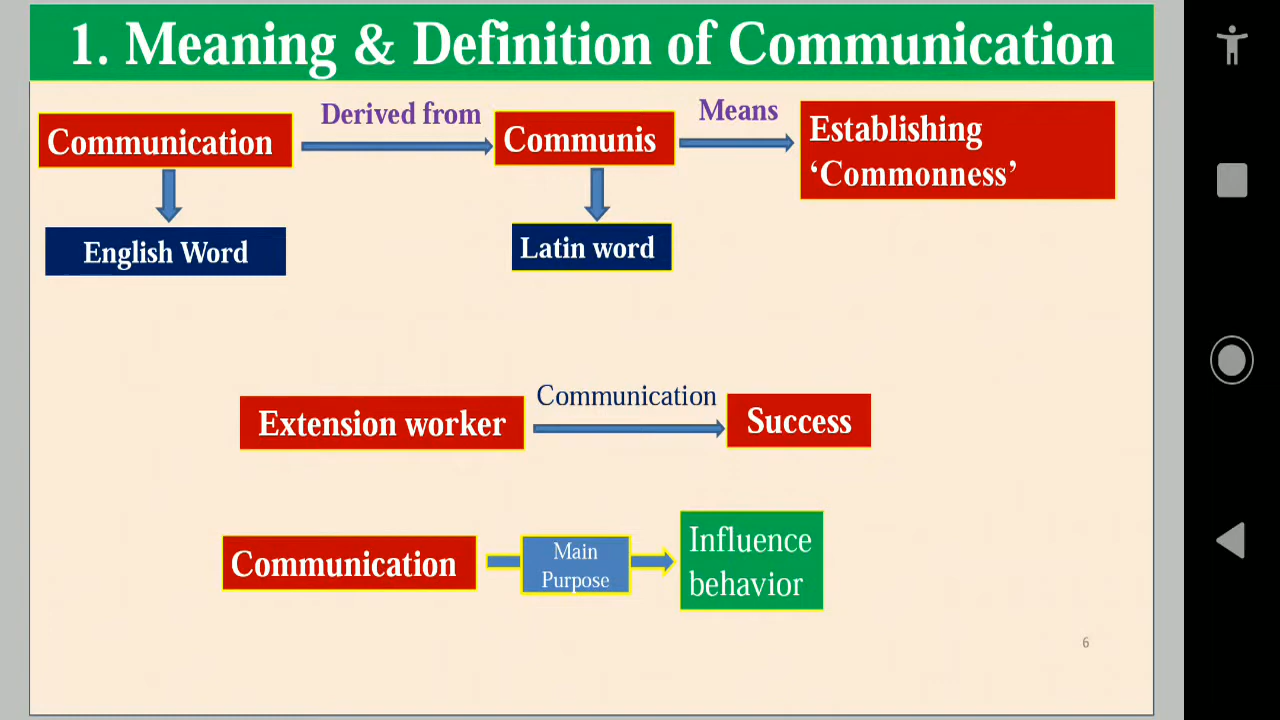 1. Meaning & Definition of Communication
Communication
Derived from
Communis
Means
Establishing
‘Commonness’
English Word
Latin word
Extension worker
Communication
Success
Communication
Main
Purpose
Influence
behavior
6